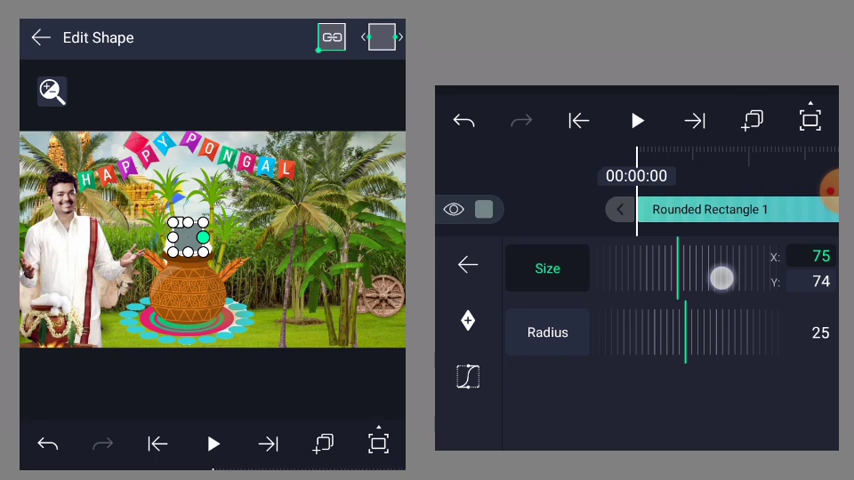 Edit Shape
HAPPY PONGAL
00:00:00
Rounded Rectangle 1
Size
X: 75
Y: 74
Radius
25